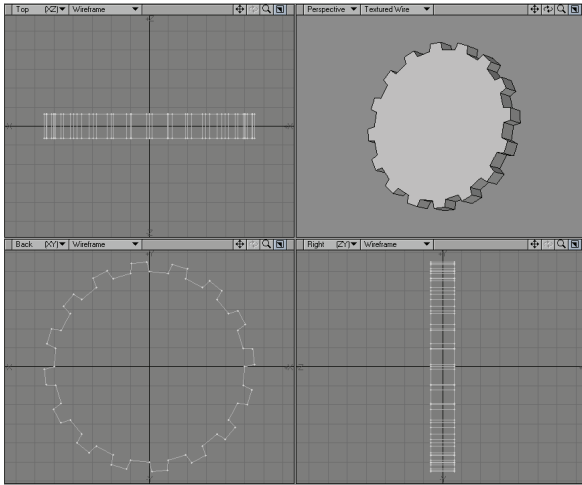 Top (XZ) Wireframe
Perspective Textured Wire
Back (XY) Wireframe
Right (ZY) Wireframe